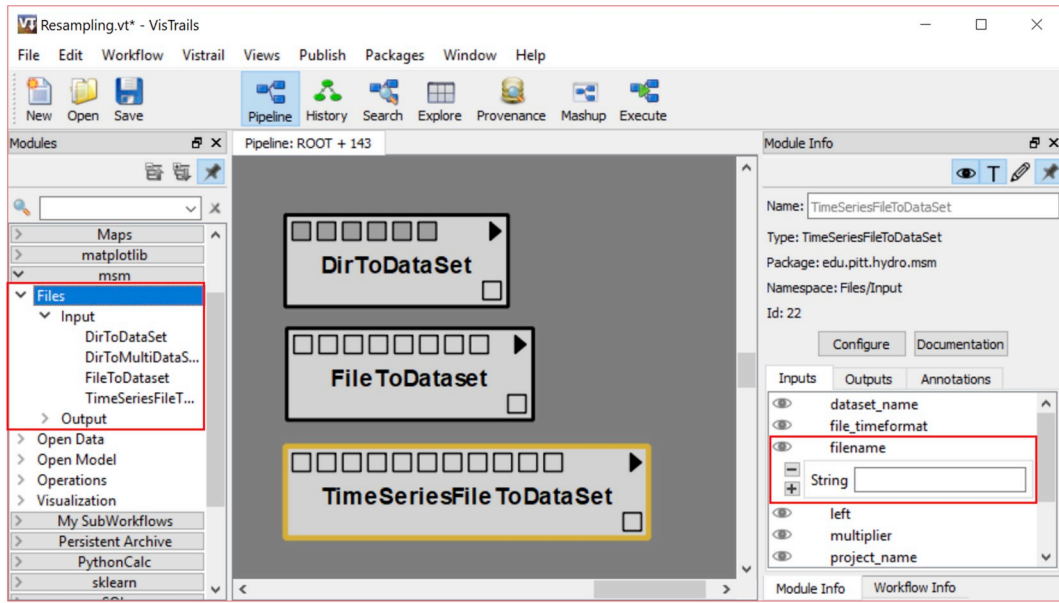 Resampling.vt* - VisTrails
File Edit Workflow Vistrail Views Publish Packages Window Help
New Open Save Pipeline History Search Explore Provenance Mashup Execute
Modules
Maps
matplotlib
msm
Files
Input
DirToDataSet
DirToMultiDataS...
FileToDataset
TimeSeriesFileT...
Output
Open Data
Open Model
Operations
Visualization
My SubWorkflows
Persistent Archive
PythonCalc
sklearn
Pipeline: ROOT + 143
DirToDataSet
FileToDataset
TimeSeriesFileToDataSet
Module Info
Name: TimeSeriesFileToDataSet
Type: TimeSeriesFileToDataSet
Package: edu.pitt.hydro.msm
Namespace: Files/Input
Id: 22
Configure Documentation
Inputs Outputs Annotations
dataset_name
file_timeformat
filename
String
left
multiplier
project_name
Module Info Workflow Info